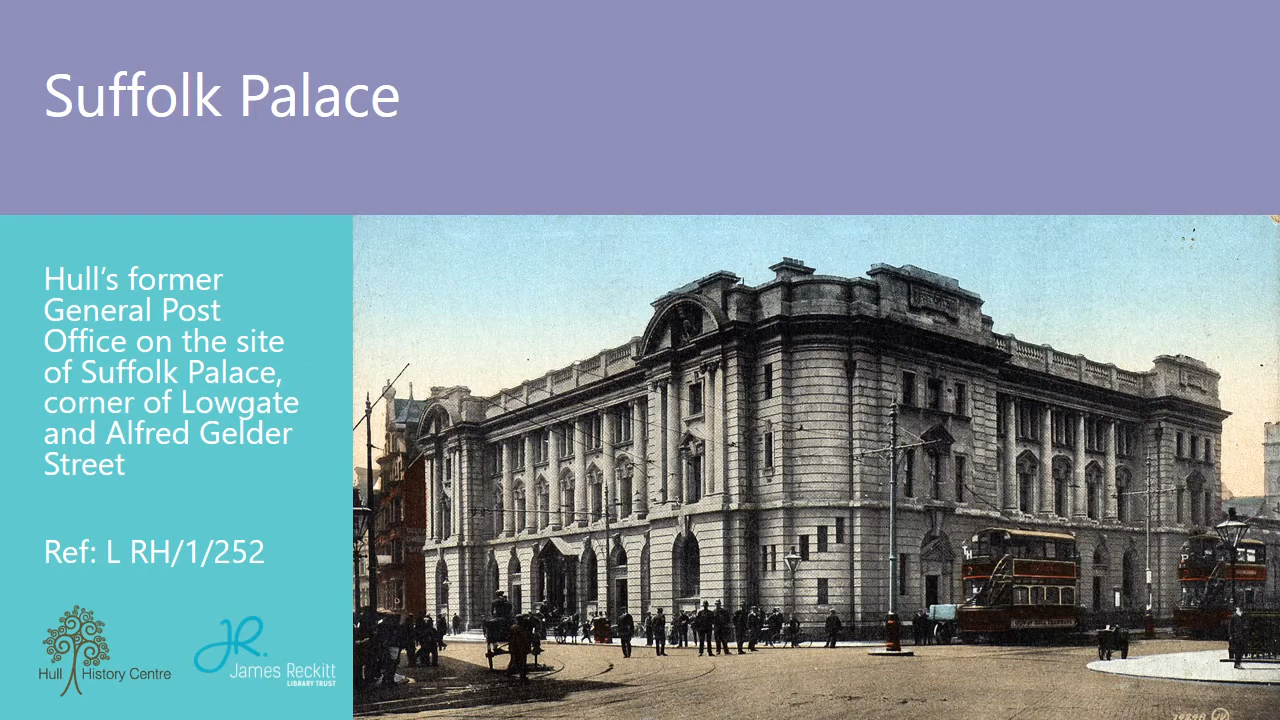 Suffolk Palace
Hull's former
General Post
Office on the site
of Suffolk Palace,
corner of Lowgate
and Alfred Gelder
Street
Ref: L RH/1/252
Hull History Centre
JR.
James Reckitt
LIBRARY TRUST